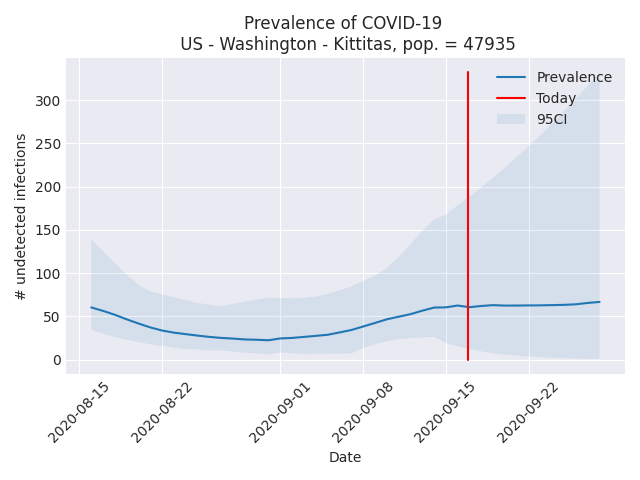 Prevalence of COVID-19
US - Washington - Kittitas, pop. = 47935
Prevalence
Today
95CI
300
250
200
150
100
50
0
# undetected infections
2020-08-15
2020-08-22
2020-09-01
2020-09-08
2020-09-15
2020-09-22
Date